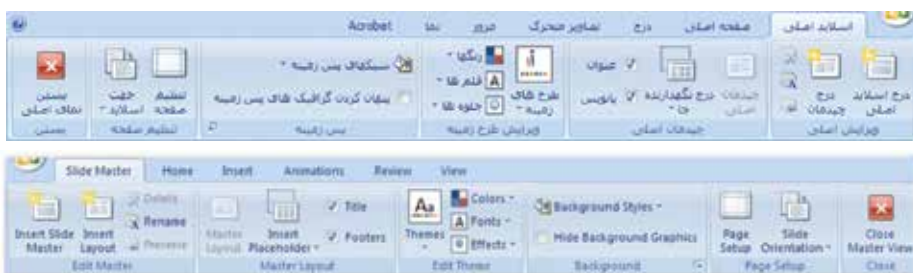 اسلاید اصلی صفحه اصلی درج تصاویر متحرک مرور نما Acrobat
درج اسلاید اصلی
درج چیدمان
چیدمان اصلی
درج نگهدارنده جا
عنوان
پانویس
طرح های زمینه
رنگها
قلم ها
جلوه ها
سبکهای پس زمینه
پنهان کردن گرافیک های پس زمینه
تنظیم صفحه
جهت اسلاید
بستن نمای اصلی
ویرایش اصلی چیدمان اصلی ویرایش طرح زمینه پس زمینه تنظیم صفحه بستن
Slide Master Home Insert Animations Review View
Insert Slide Master
Insert Layout
Delete
Rename
Preserve
Master Layout
Insert Placeholder
Title
Footers
Themes
Aa
Colors
Fonts
Effects
Background Styles
Hide Background Graphics
Page Setup
Slide Orientation
Close Master View
Edit Master Master Layout Edit Theme Background Page Setup Close